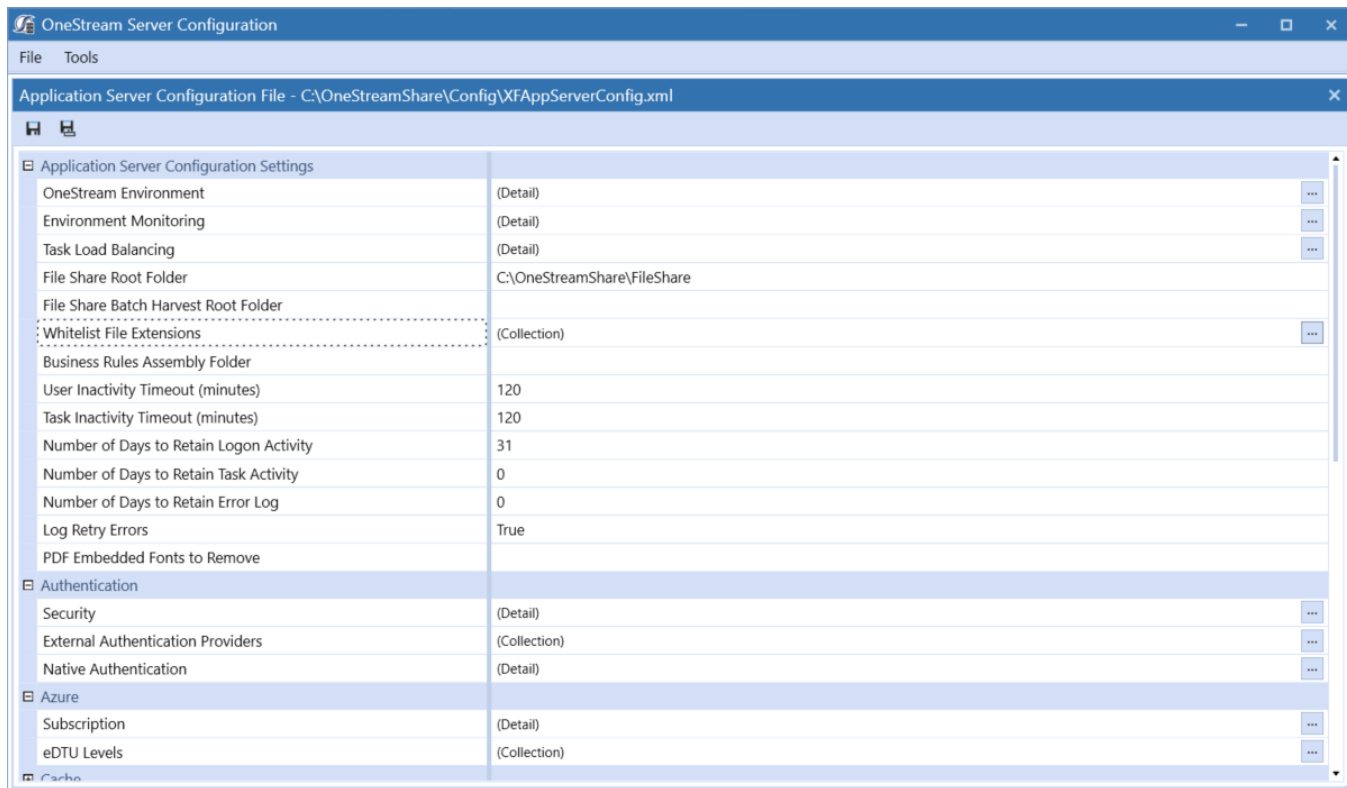 OneStream Server Configuration
File Tools
Application Server Configuration File - C:\OneStreamShare\Config\XFAppServerConfig.xml
Application Server Configuration Settings
OneStream Environment (Detail) ...
Environment Monitoring (Detail) ...
Task Load Balancing (Detail) ...
File Share Root Folder C:\OneStreamShare\FileShare
File Share Batch Harvest Root Folder
Whitelist File Extensions (Collection) ...
Business Rules Assembly Folder
User Inactivity Timeout (minutes) 120
Task Inactivity Timeout (minutes) 120
Number of Days to Retain Logon Activity 31
Number of Days to Retain Task Activity 0
Number of Days to Retain Error Log 0
Log Retry Errors True
PDF Embedded Fonts to Remove
Authentication
Security (Detail) ...
External Authentication Providers (Collection) ...
Native Authentication (Detail) ...
Azure
Subscription (Detail) ...
eDTU Levels (Collection) ...
Cache